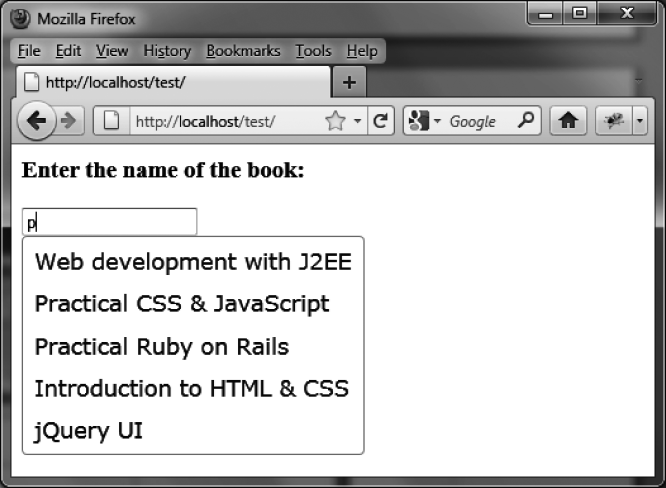 Mozilla Firefox
File Edit View History Bookmarks Tools Help
http://localhost/test/
http://localhost/test/ Google
Enter the name of the book:
p
Web development with J2EE
Practical CSS & JavaScript
Practical Ruby on Rails
Introduction to HTML & CSS
jQuery UI